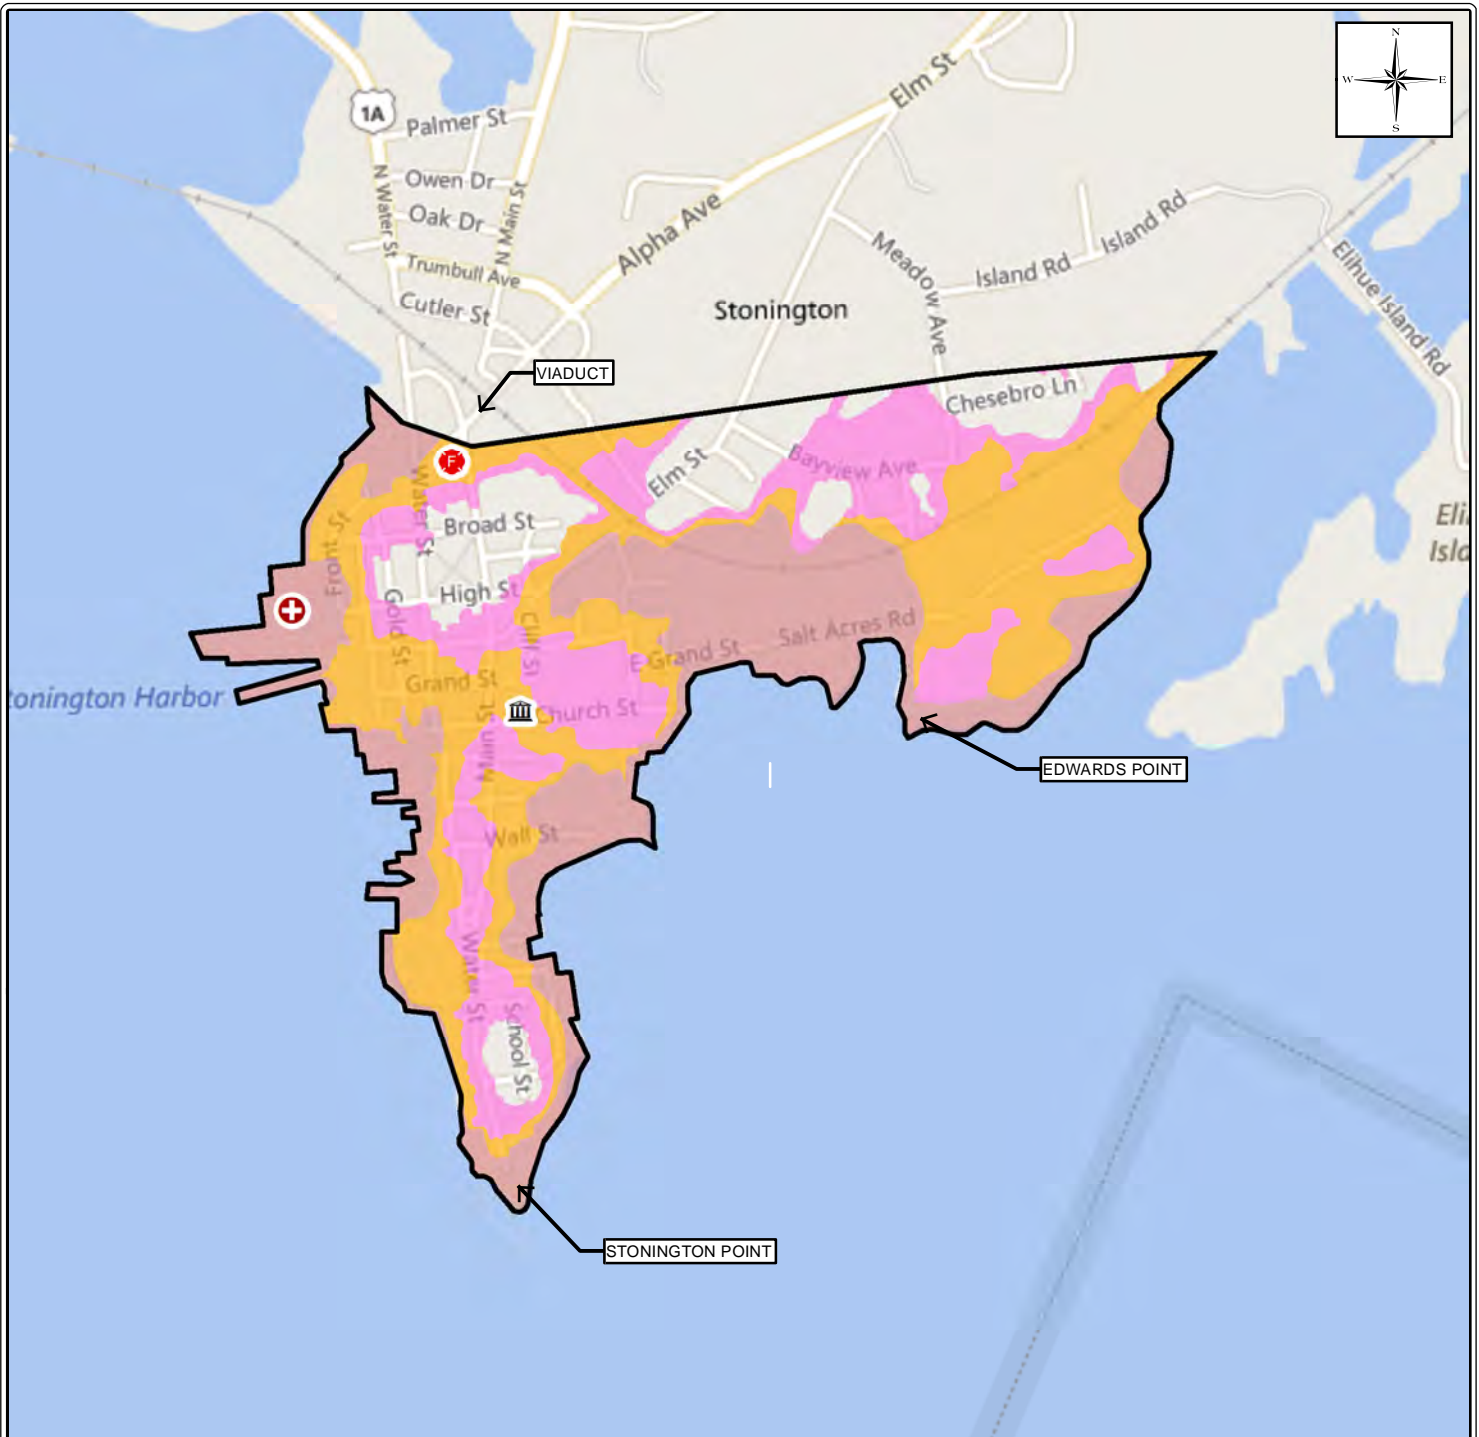 N
W E
S
1A
Palmer St
Elm St
Owen Dr
N Water St
Oak Dr
N Main St
Alpha Ave
Trumbull Ave
Cutler St
Meadow Ave
Island Rd
Island Rd
Elihue Island Rd
Stonington
VIADUCT
Chesebro Ln
F
Elm St
Bayview Ave
Water St
Broad St
Front St
High St
Gold St
Cliff St
Eli
Isla
Salt Acres Rd
E Grand St
Grand St
tonington Harbor
Church St
Main St
EDWARDS POINT
Wall St
Water St
School St
STONINGTON POINT